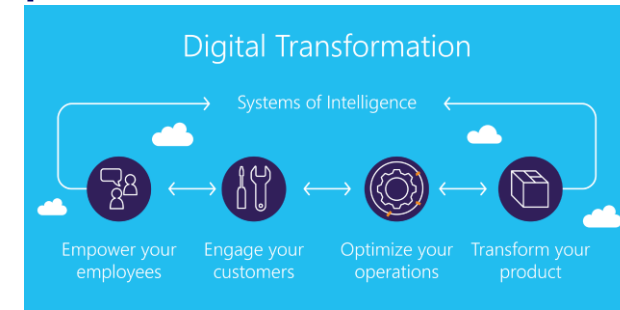 Digital Transformation
Systems of Intelligence
Empower your
employees
Engage your
customers
Optimize your
operations
Transform your
product